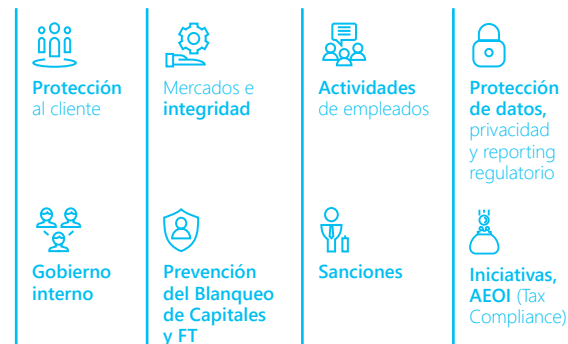 Protección
al cliente
Mercados e
integridad
Actividades
de empleados
Protección
de datos,
privacidad
y reporting
regulatorio
Gobierno
interno
Prevención
del Blanqueo
de Capitales
y FT
Sanciones
Iniciativas,
AEOI (Tax
Compliance)